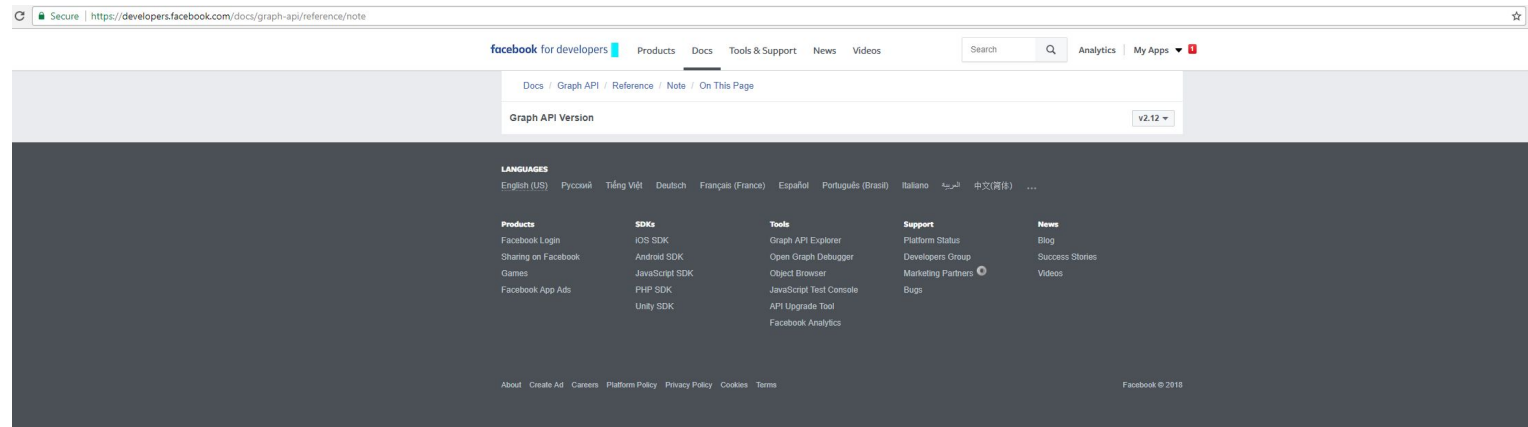 Secure | https://developers.facebook.com/docs/graph-api/reference/note
facebook for developers Products Docs Tools & Support News Videos Search Analytics My Apps 1
Docs / Graph API / Reference / Note / On This Page
Graph API Version v2.12
LANGUAGES
English (US) Русский Tiếng Việt Deutsch Français (France) Español Português (Brasil) Italiano العربية 中文(简体) ...
Products SDKs Tools Support News
Facebook Login iOS SDK Graph API Explorer Platform Status Blog
Sharing on Facebook Android SDK Open Graph Debugger Developers Group Success Stories
Games JavaScript SDK Object Browser Marketing Partners Videos
Facebook App Ads PHP SDK JavaScript Test Console Bugs
Unity SDK API Upgrade Tool
Facebook Analytics
About Create Ad Careers Platform Policy Privacy Policy Cookies Terms Facebook © 2018